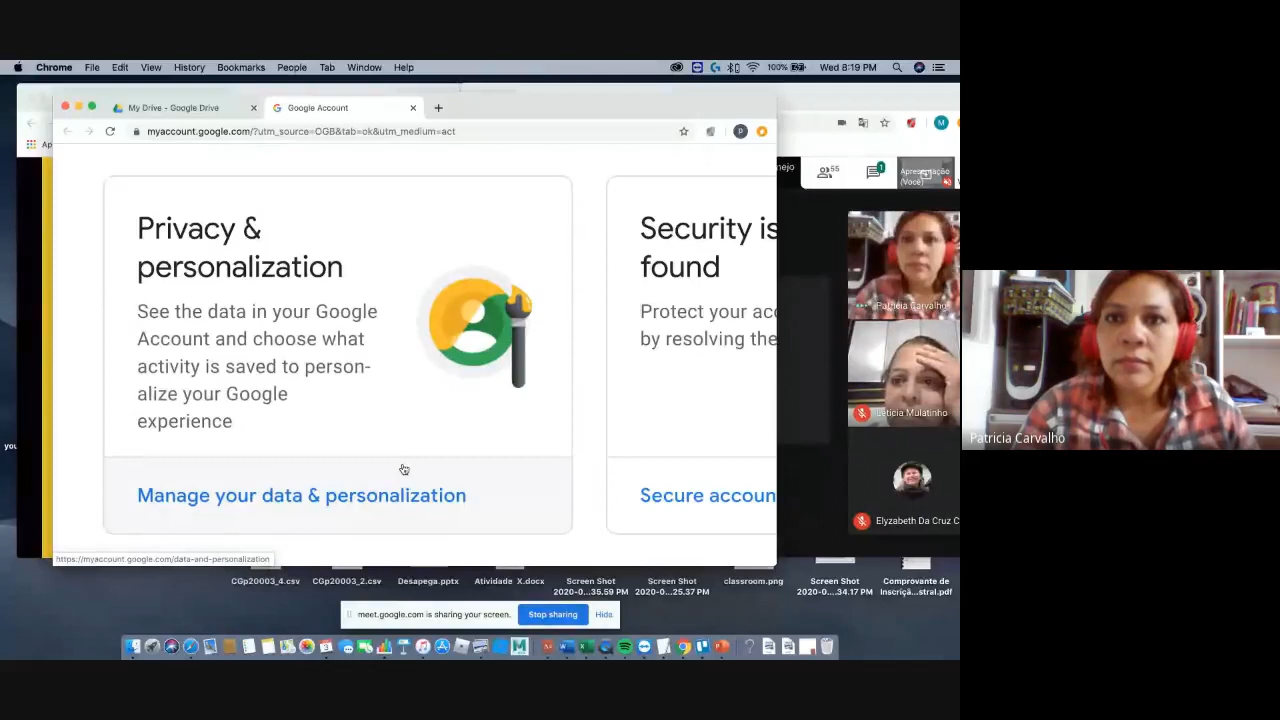 Chrome File Edit View History Bookmarks People Tab Window Help 100% Wed 8:19 PM
My Drive - Google Drive Google Account
myaccount.google.com/?utm_source=OGB&tab=ok&utm_medium=act
P
M
Privacy & personalization
See the data in your Google
Account and choose what
activity is saved to person-
alize your Google
experience
Manage your data & personalization
Security is
found
Protect your acc
by resolving the
Secure accoun
https://myaccount.google.com/data-and-personalization
55
1
Apresentação
(Você)
Patricia Carvalho
Leticia Mulatinho
Elyzabeth Da Cruz C
Patricia Carvalho
CGp20003_4.csv CGp20003_2.csv Desapega.pptx Atividade_X.docx Screen Shot Screen Shot classroom.png Screen Shot Comprovante de
2020-0...35.59 PM 2020-0...25.37 PM 2020-0...34.17 PM Inscriçã...stral.pdf
meet.google.com is sharing your screen. Stop sharing Hide